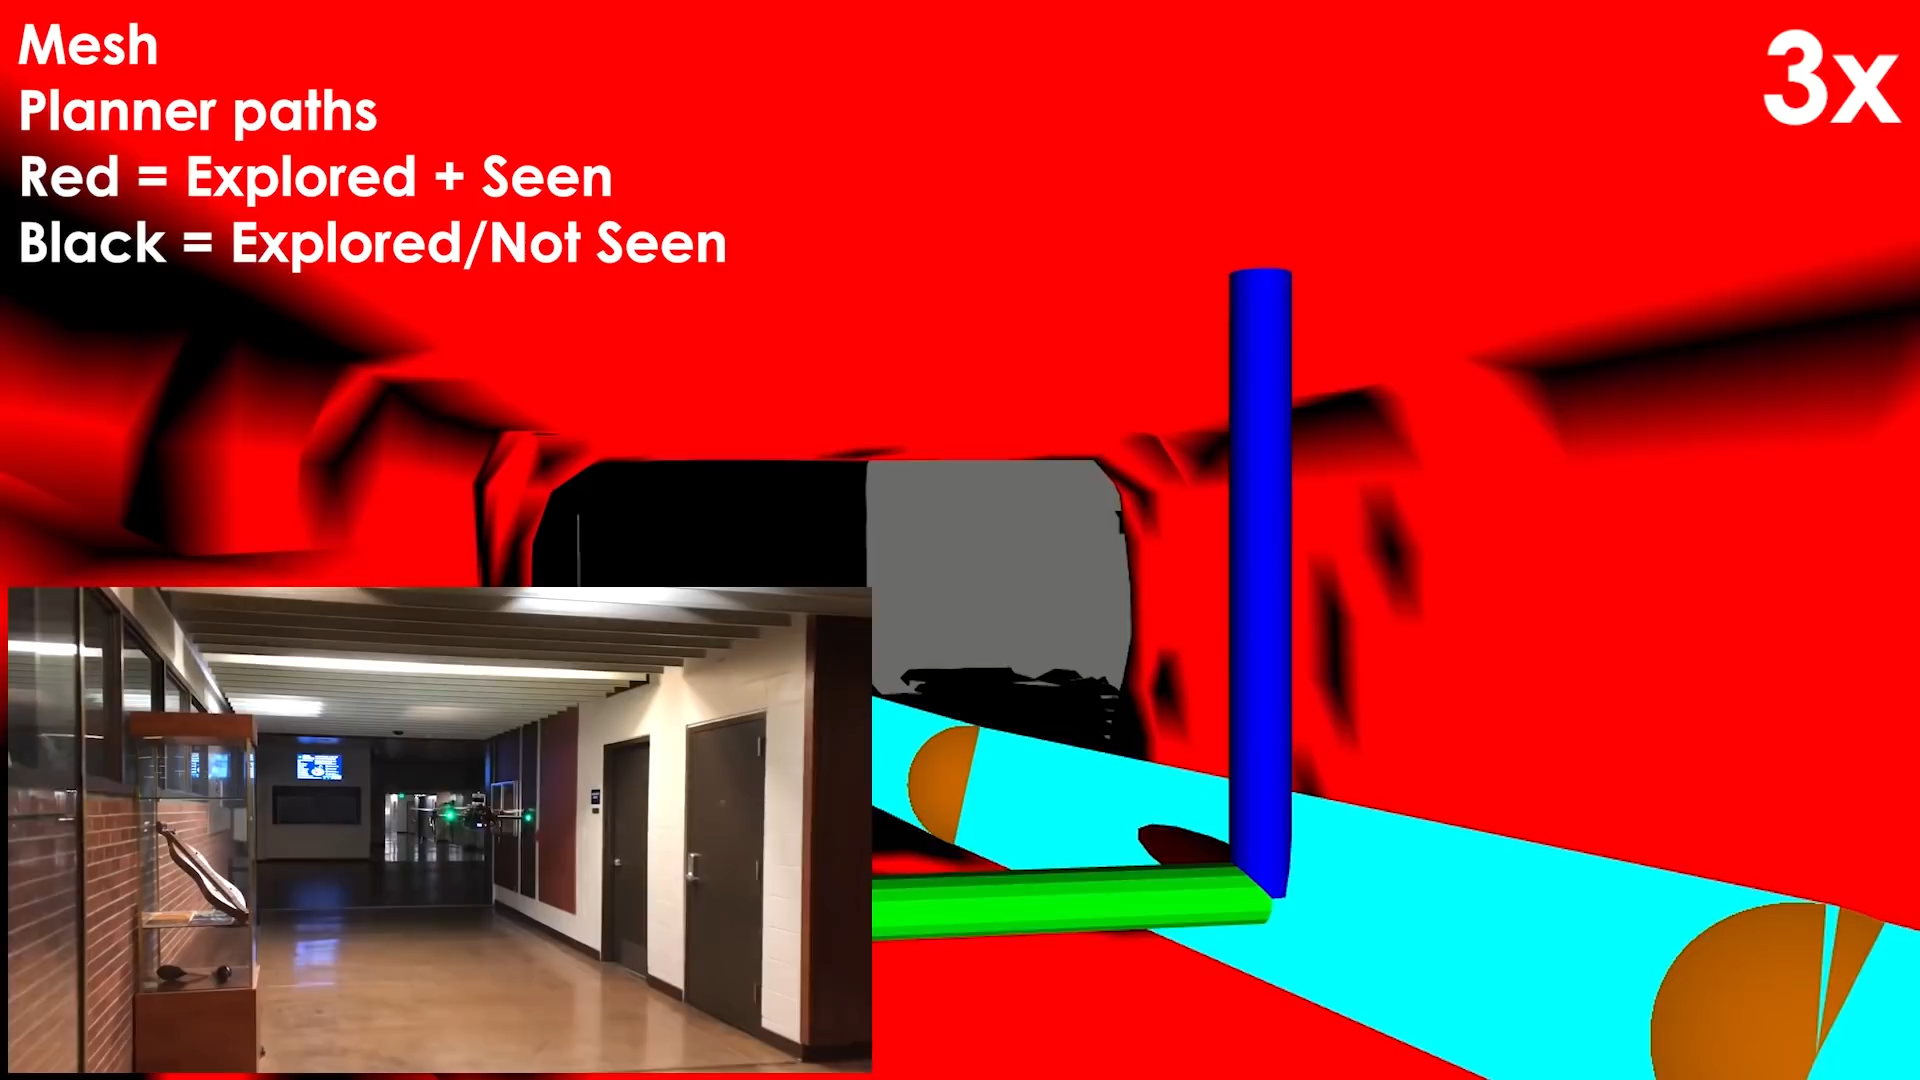 Mesh
Planner paths
Red = Explored + Seen
Black = Explored/Not Seen
3x